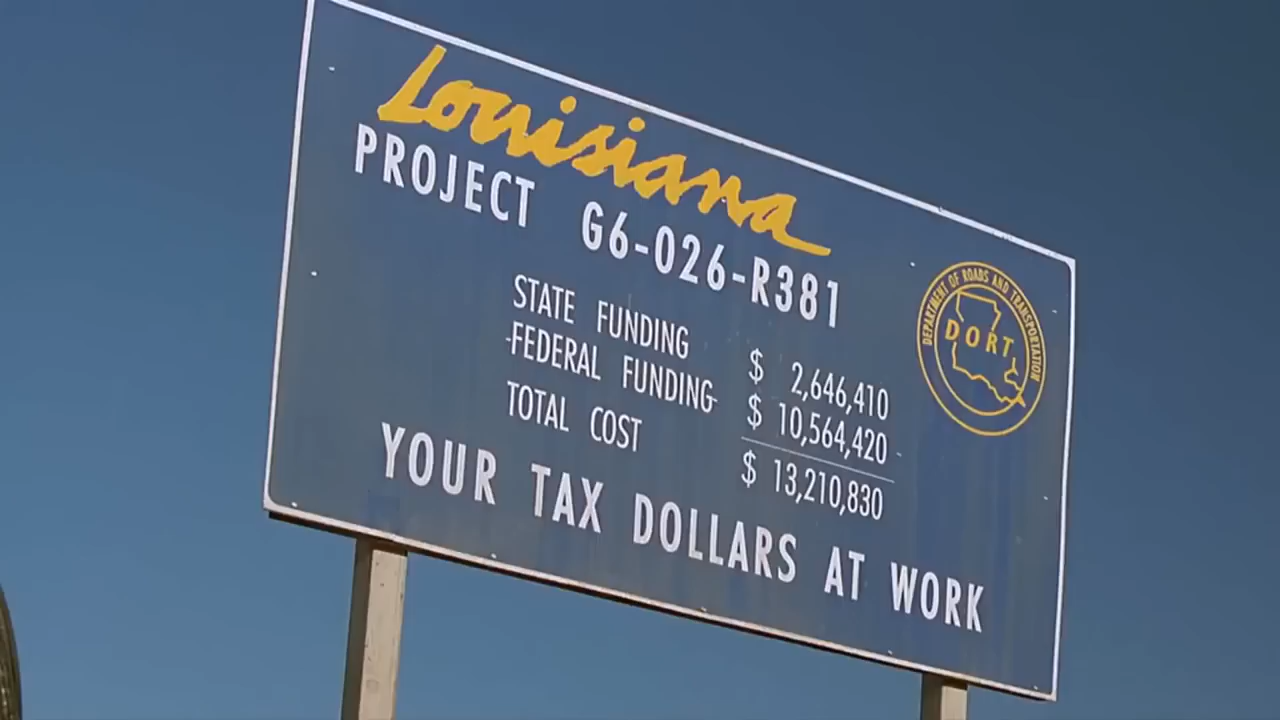 Louisiana
PROJECT G6-026-R381
STATE FUNDING $ 2,646,410
FEDERAL FUNDING $ 10,564,420
TOTAL COST $ 13,210,830
YOUR TAX DOLLARS AT WORK
DEPARTMENT OF ROADS AND TRANSPORTATION
DORT